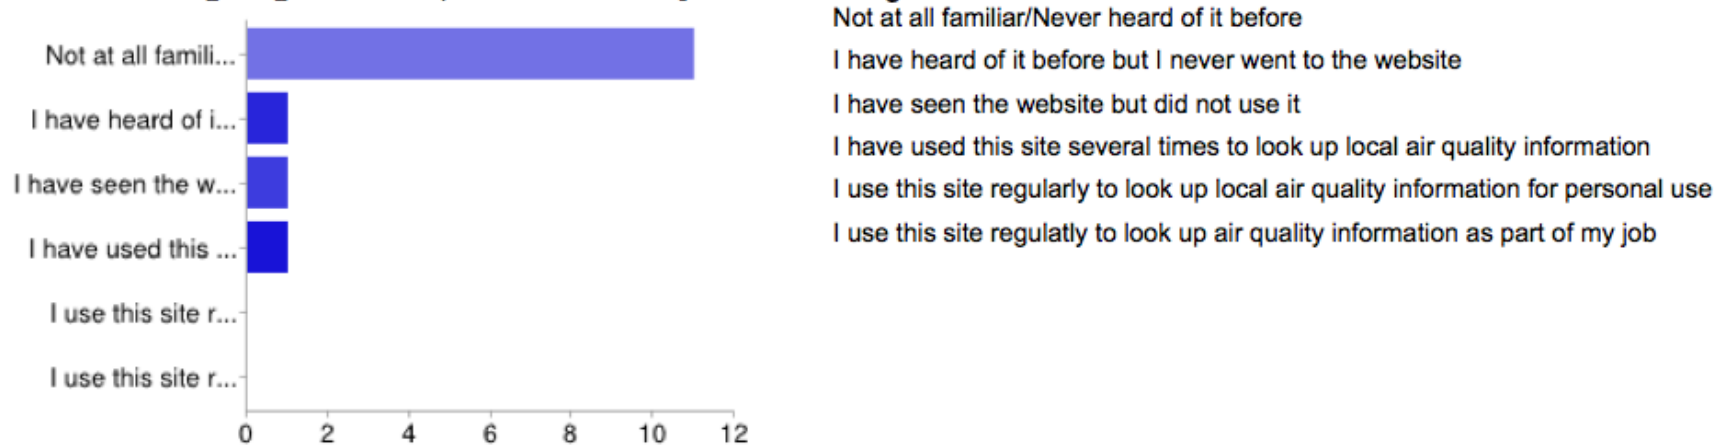 Not at all famili...
I have heard of i...
I have seen the w...
I have used this ...
I use this site r...
I use this site r...
0 2 4 6 8 10 12
Not at all familiar/Never heard of it before
I have heard of it before but I never went to the website
I have seen the website but did not use it
I have used this site several times to look up local air quality information
I use this site regularly to look up local air quality information for personal use
I use this site regulatly to look up air quality information as part of my job